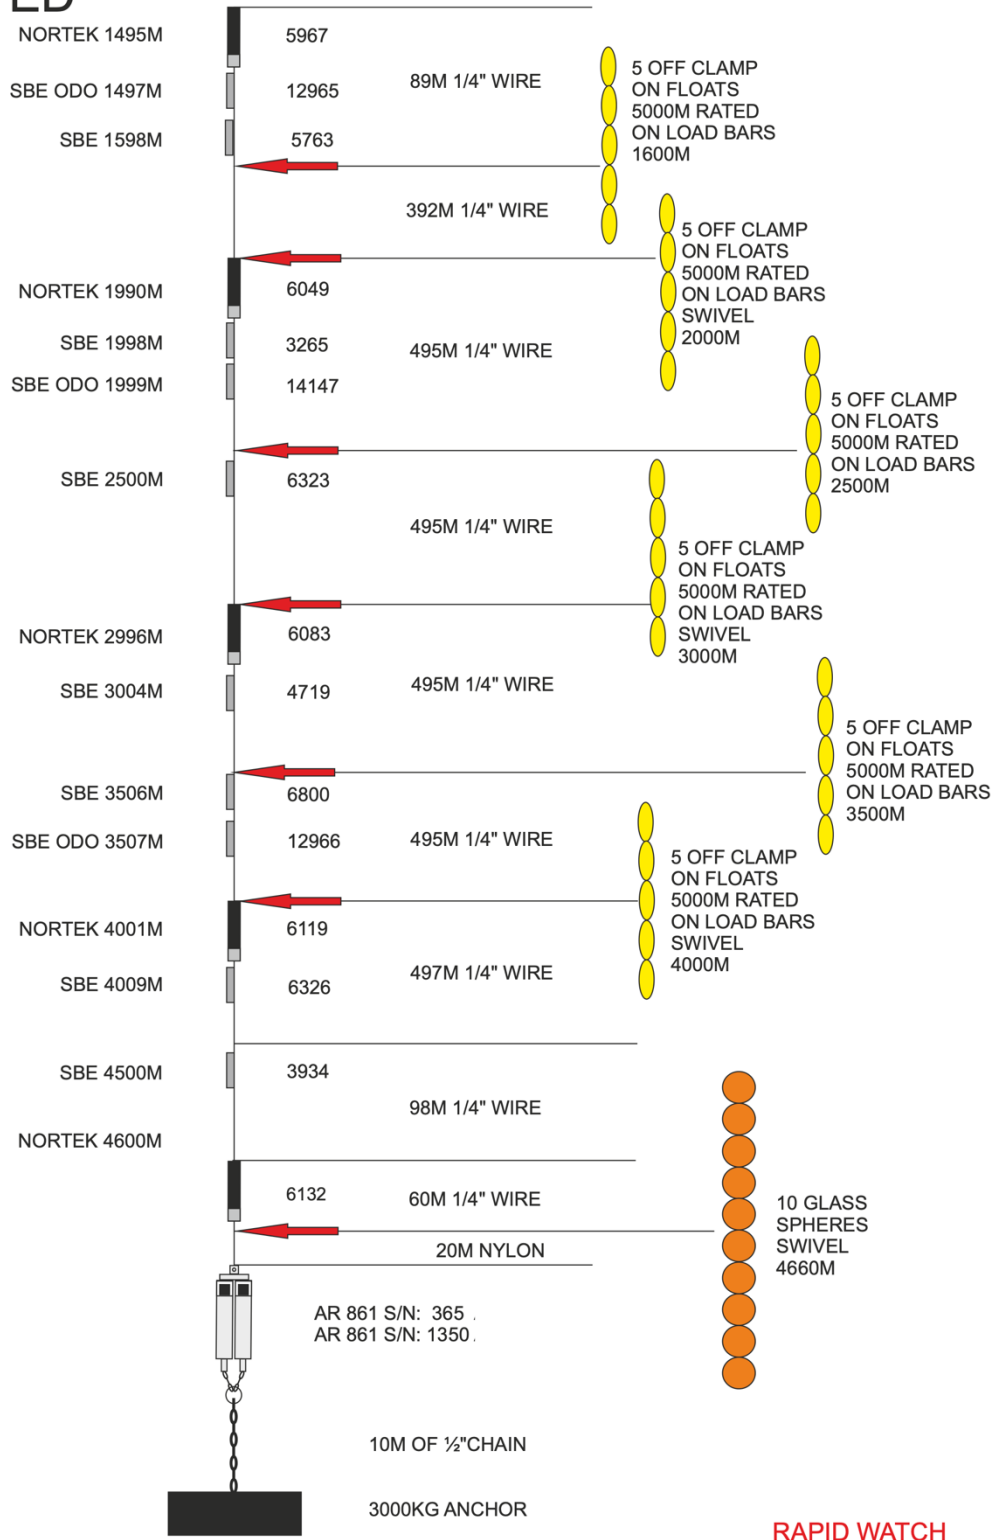 ED
NORTEK 1495M
5967
89M 1/4" WIRE
5 OFF CLAMP
ON FLOATS
5000M RATED
ON LOAD BARS
1600M
SBE ODO 1497M
12965
SBE 1598M
5763
392M 1/4" WIRE
5 OFF CLAMP
ON FLOATS
5000M RATED
ON LOAD BARS
SWIVEL
2000M
NORTEK 1990M
6049
SBE 1998M
3265
495M 1/4" WIRE
SBE ODO 1999M
14147
5 OFF CLAMP
ON FLOATS
5000M RATED
ON LOAD BARS
2500M
SBE 2500M
6323
495M 1/4" WIRE
5 OFF CLAMP
ON FLOATS
5000M RATED
ON LOAD BARS
SWIVEL
3000M
NORTEK 2996M
6083
SBE 3004M
4719
495M 1/4" WIRE
5 OFF CLAMP
ON FLOATS
5000M RATED
ON LOAD BARS
3500M
SBE 3506M
6800
SBE ODO 3507M
12966
495M 1/4" WIRE
5 OFF CLAMP
ON FLOATS
5000M RATED
ON LOAD BARS
SWIVEL
4000M
NORTEK 4001M
6119
SBE 4009M
6326
497M 1/4" WIRE
SBE 4500M
3934
98M 1/4" WIRE
NORTEK 4600M
6132
60M 1/4" WIRE
10 GLASS
SPHERES
SWIVEL
4660M
20M NYLON
AR 861 S/N: 365 .
AR 861 S/N: 1350 .
10M OF ½"CHAIN
3000KG ANCHOR
RAPID WATCH